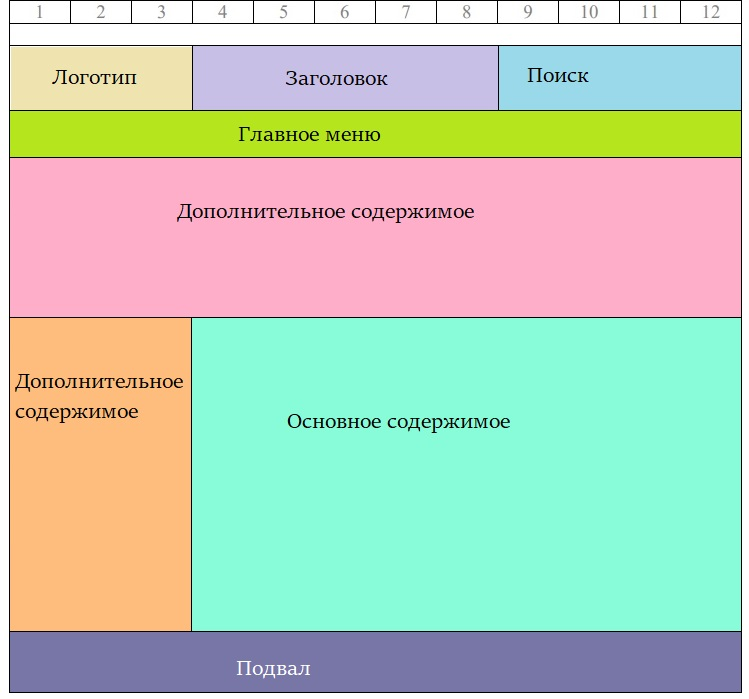 1 2 3 4 5 6 7 8 9 10 11 12
Логотип Заголовок Поиск
Главное меню
Дополнительное содержимое
Дополнительное
содержимое
Основное содержимое
Подвал